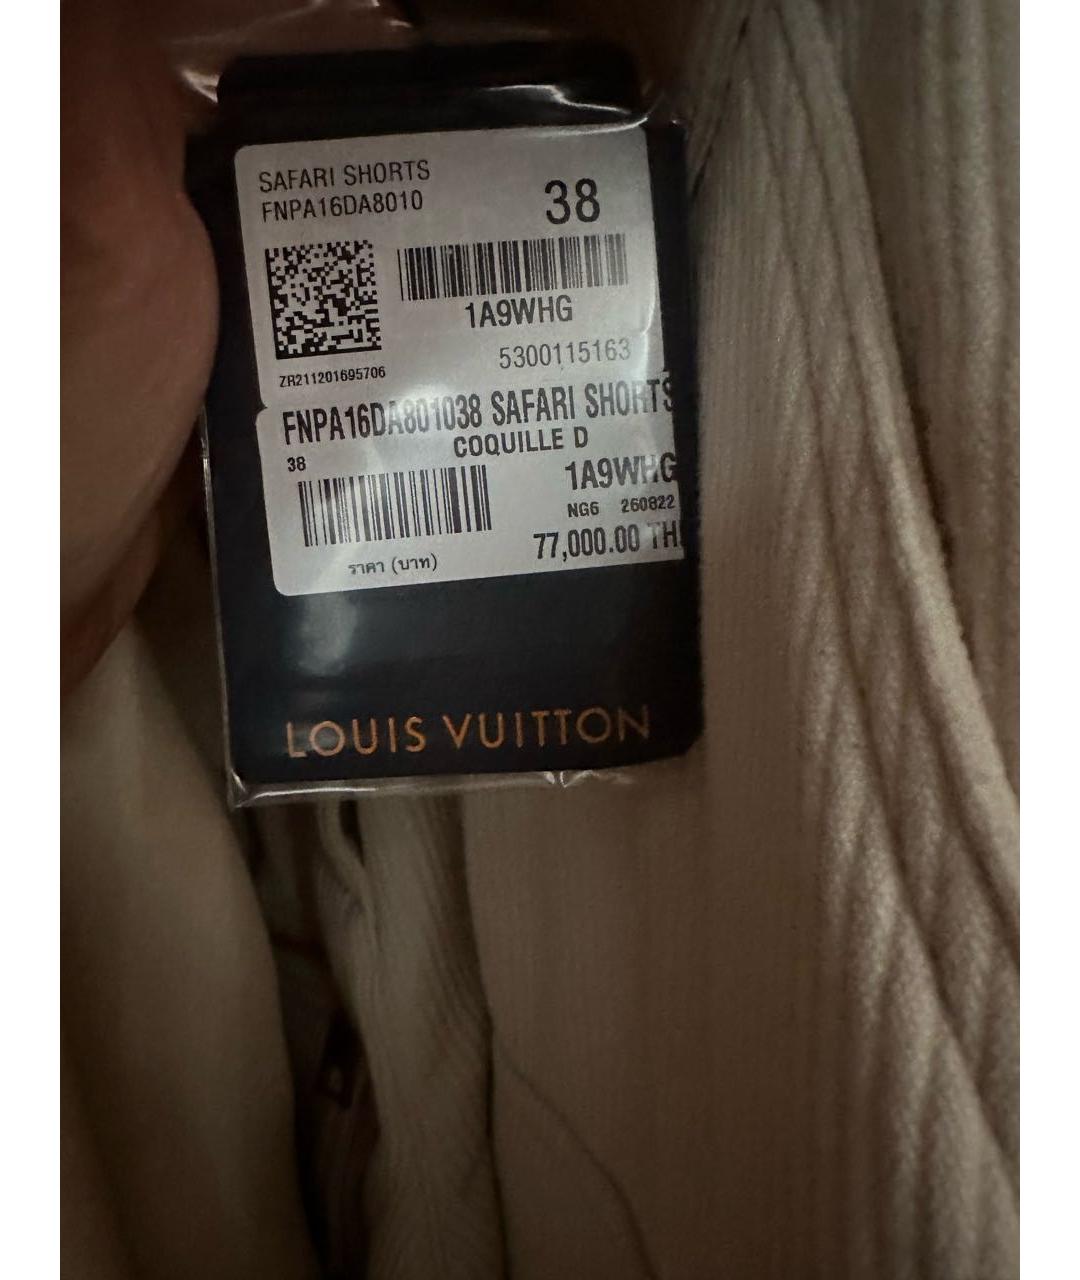 SAFARI SHORTS
FNPA16DA8010
38
1A9WHG
5300115163
ZR211201695706
FNPA16DA801038 SAFARI SHORTS
COQUILLE D
38
1A9WHG
NG6 260822
77,000.00 TH
ราคา (บาท)
LOUIS VUITTON